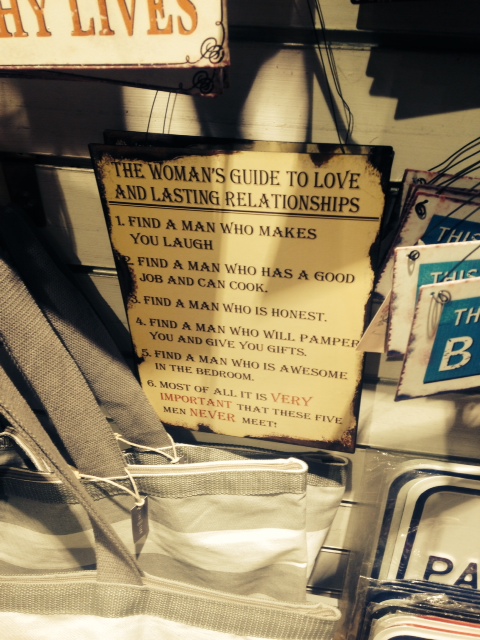 HY LIVES
THE WOMAN'S GUIDE TO LOVE
AND LASTING RELATIONSHIPS
1. FIND A MAN WHO MAKES
YOU LAUGH
2. FIND A MAN WHO HAS A GOOD
JOB AND CAN COOK.
3. FIND A MAN WHO IS HONEST.
4. FIND A MAN WHO WILL PAMPER
YOU AND GIVE YOU GIFTS.
5. FIND A MAN WHO IS AWESOME
IN THE BEDROOM.
6. MOST OF ALL IT IS VERY
IMPORTANT THAT THESE FIVE
MEN NEVER MEET!
THIS
THIS
TH
B
PA